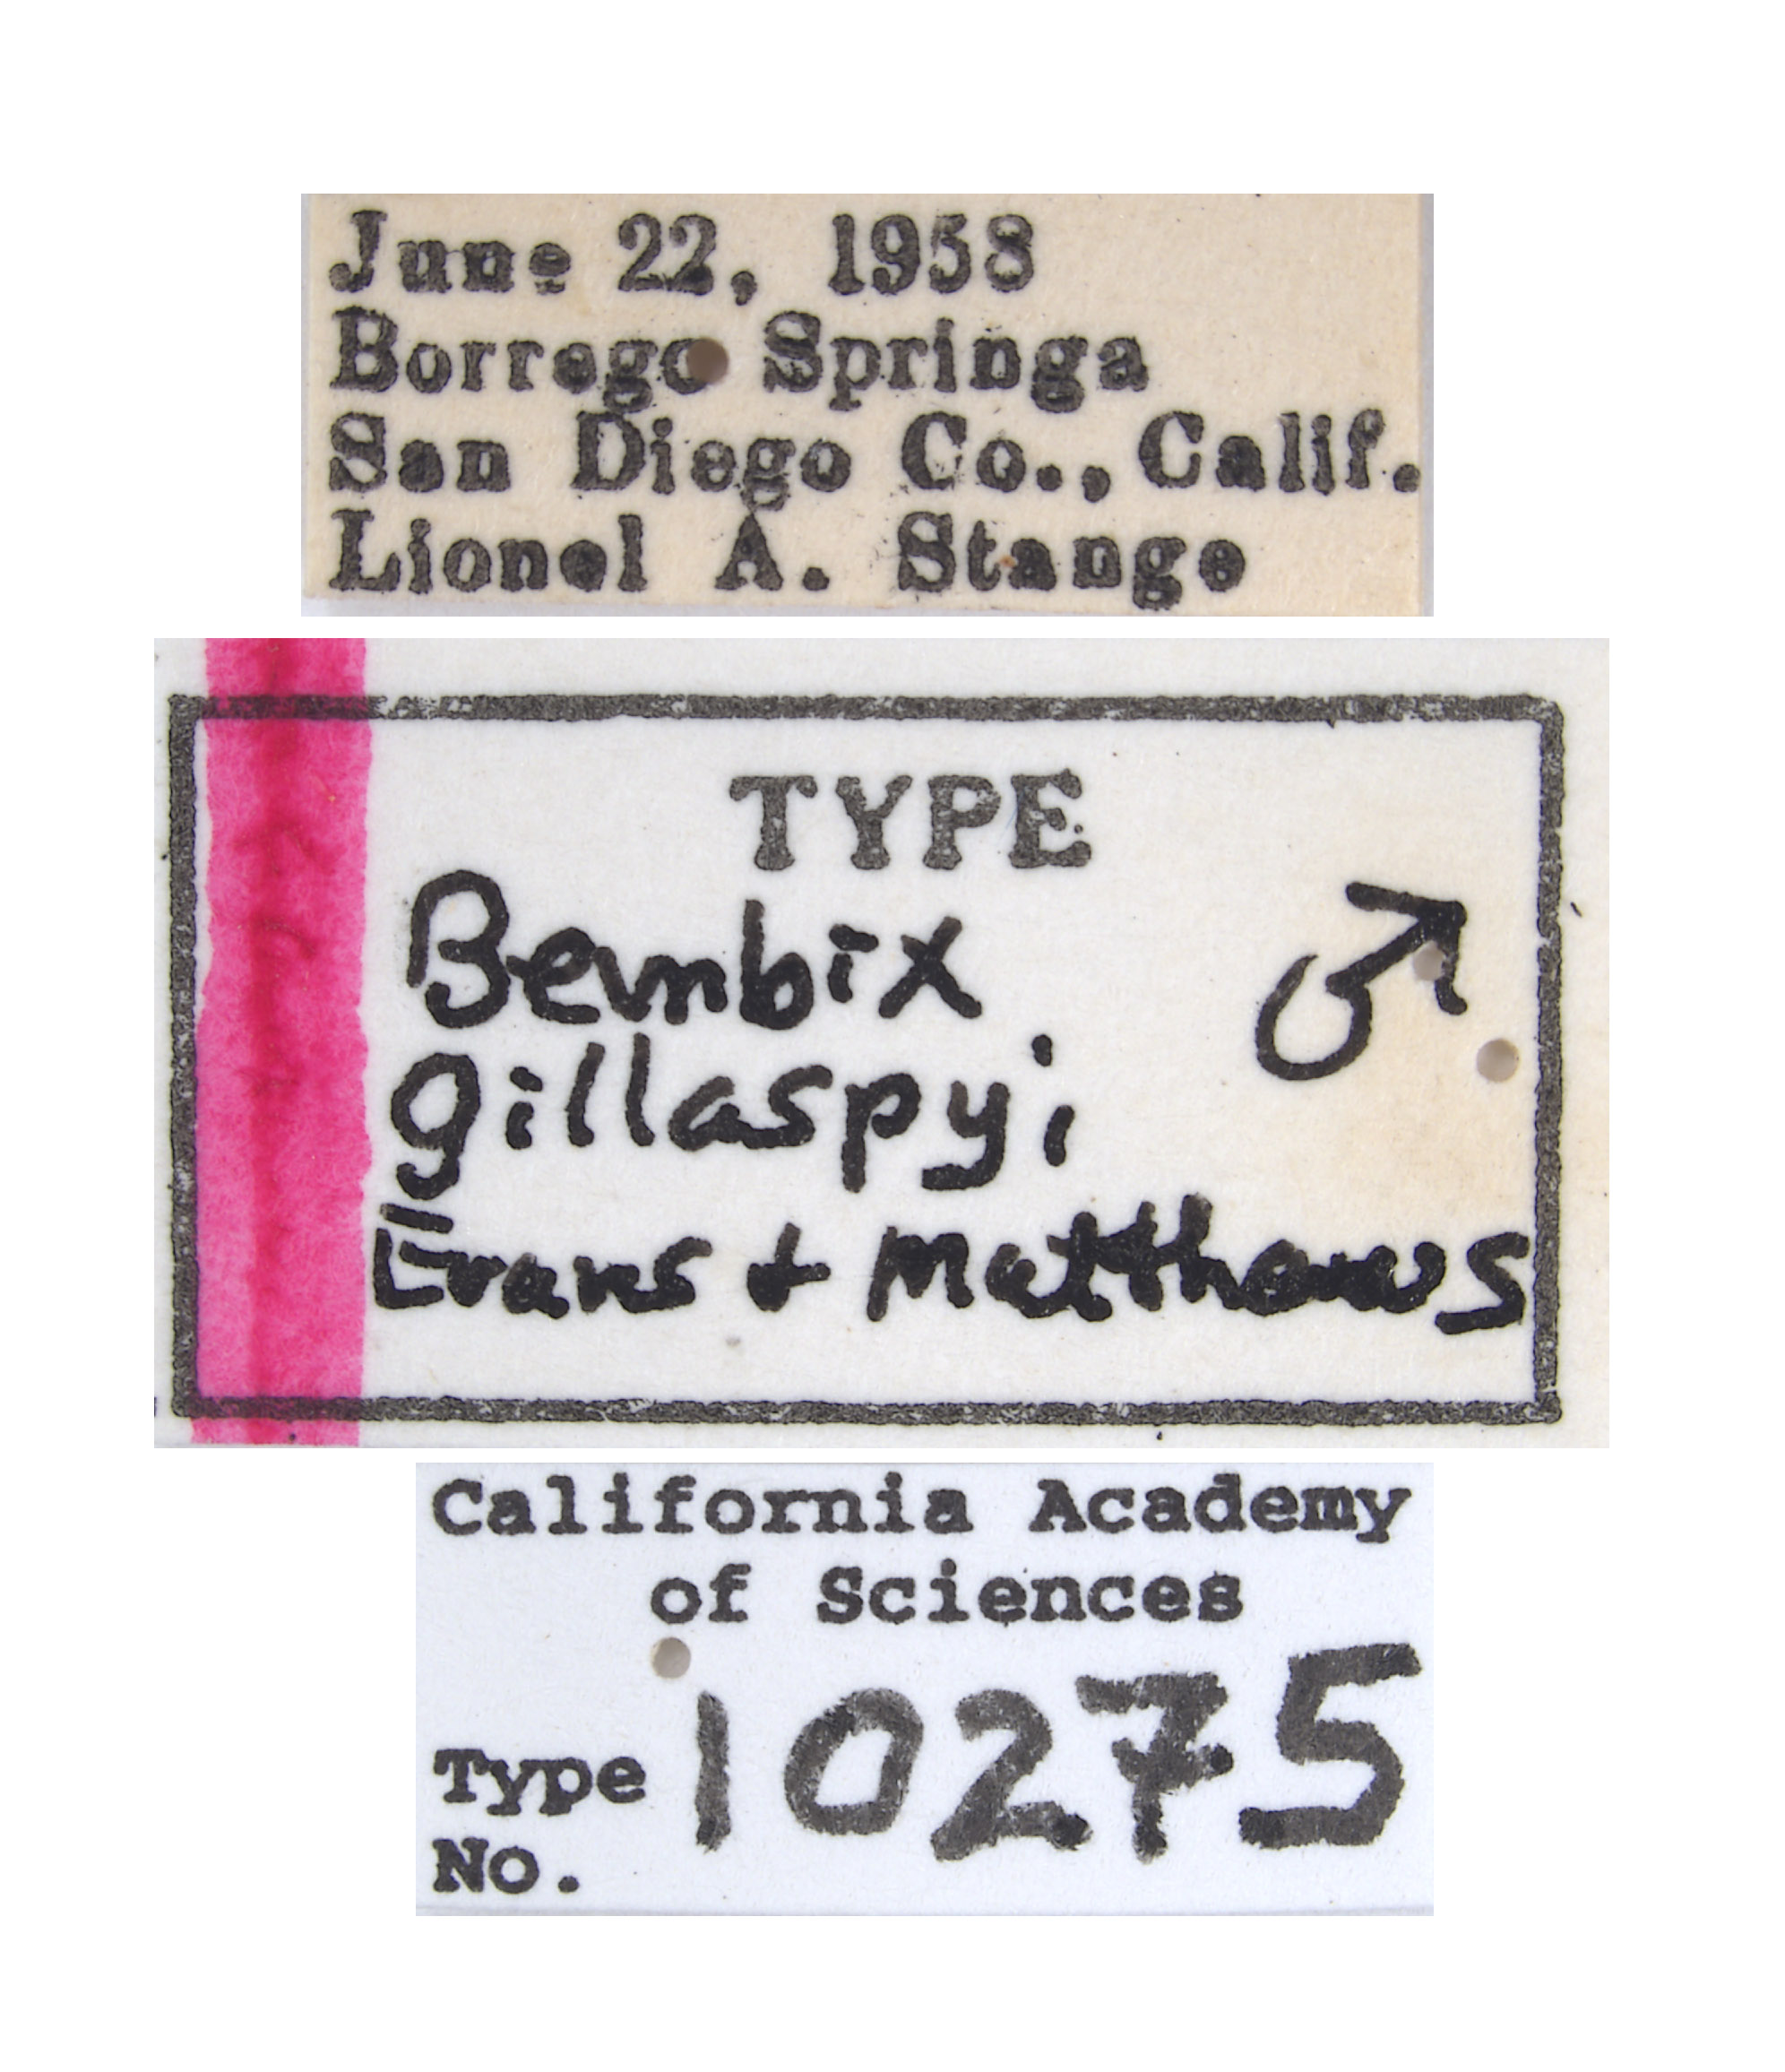 June 22, 1958
Borrego Springs
San Diego Co., Calif.
Lionel A. Stange
TYPE
Bembix ♂
gillaspyi
Evans + Matthews
California Academy
of Sciences
Type
No. 10275